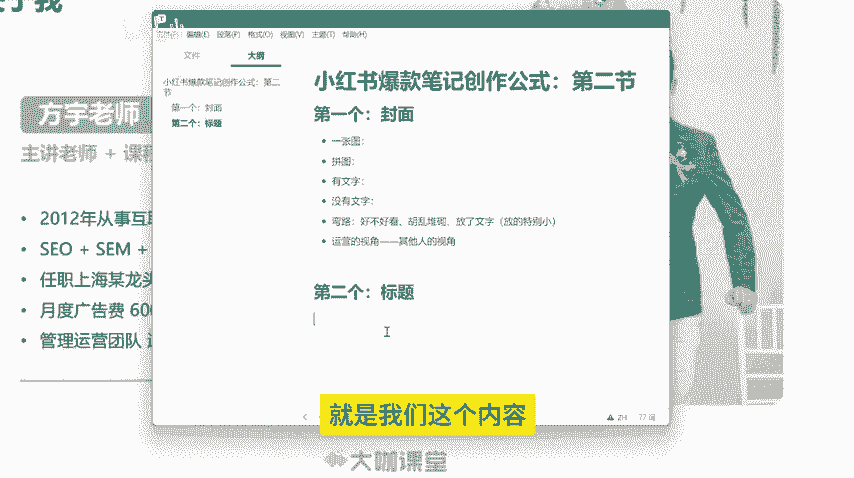 于我
文件(F) 编辑(E) 段落(P) 格式(O) 视图(V) 主题(T) 帮助(H)
文件 大纲
小红书爆款笔记创作公式：第二节
第一个：封面
第二个：标题
小红书爆款笔记创作公式：第二节
第一个：封面
一张图：
拼图：
有文字：
没有文字：
弯路：好不好看、胡乱堆砌、放了文字（放的特别小）
运营的视角——其他人的视角
第二个：标题
ZH 77 词
方宇老师
主讲老师 + 课程
2012年从事互联
SEO + SEM +
任职上海某龙头
月度广告费 600
管理运营团队
就是我们这个内容
大咖课堂